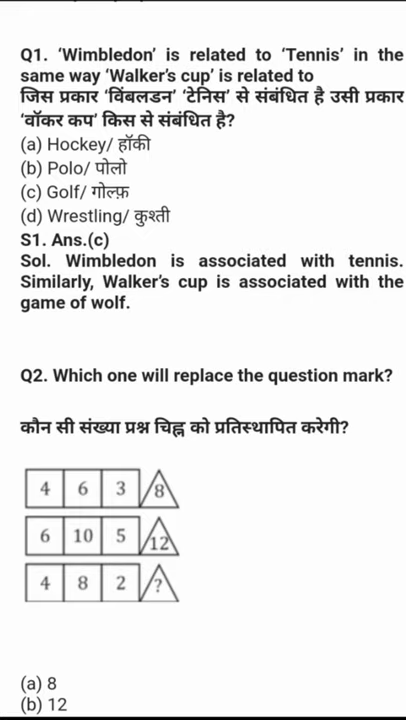 Q1. ‘Wimbledon’ is related to ‘Tennis’ in the
same way ‘Walker’s cup’ is related to
जिस प्रकार ‘विंबलडन’ ‘टेनिस’ से संबंधित है उसी प्रकार
‘वॉकर कप’ किस से संबंधित है?
(a) Hockey/ हॉकी
(b) Polo/ पोलो
(c) Golf/ गोल्फ़
(d) Wrestling/ कुश्ती
S1. Ans.(c)
Sol. Wimbledon is associated with tennis.
Similarly, Walker’s cup is associated with the
game of wolf.
Q2. Which one will replace the question mark?
कौन सी संख्या प्रश्न चिह्न को प्रतिस्थापित करेगी?
4 6 3 8
6 10 5 12
4 8 2 ?
(a) 8
(b) 12